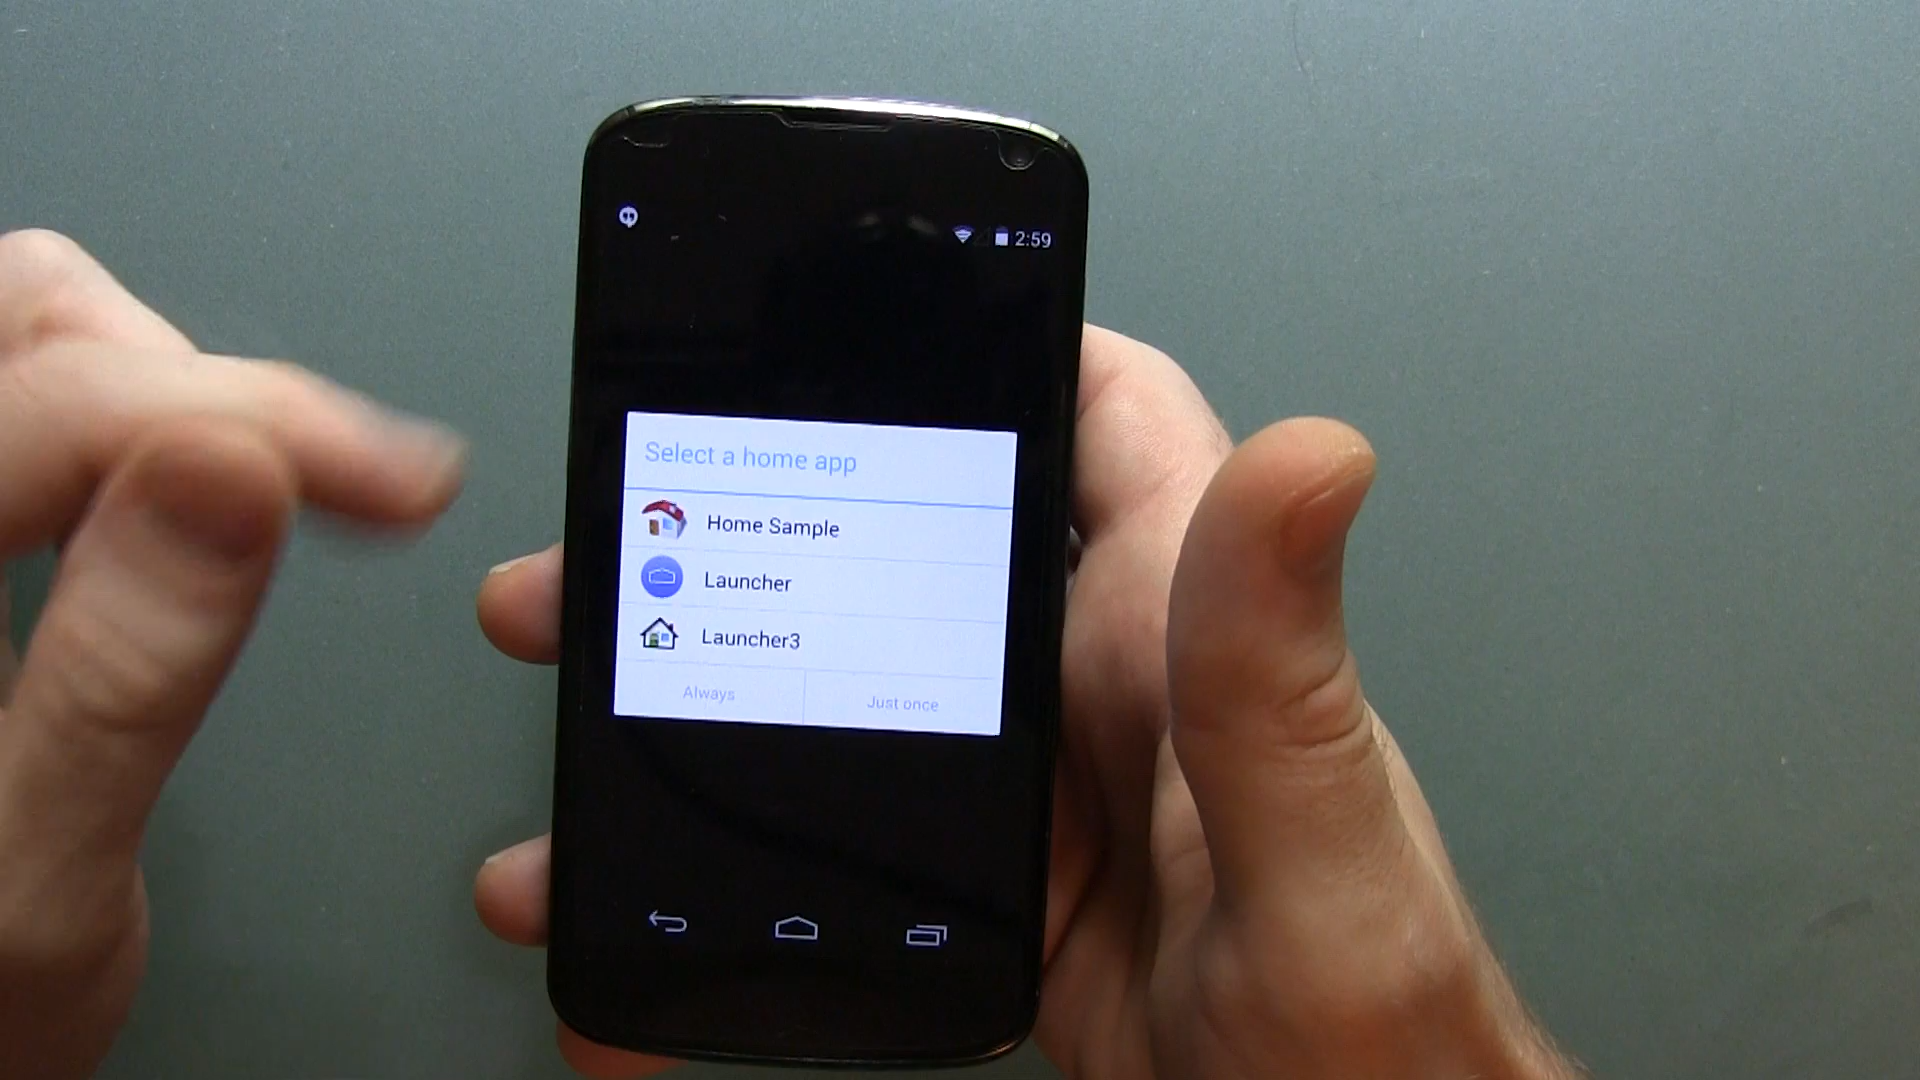 2:59
Select a home app
Home Sample
Launcher
Launcher3
Always
Just once